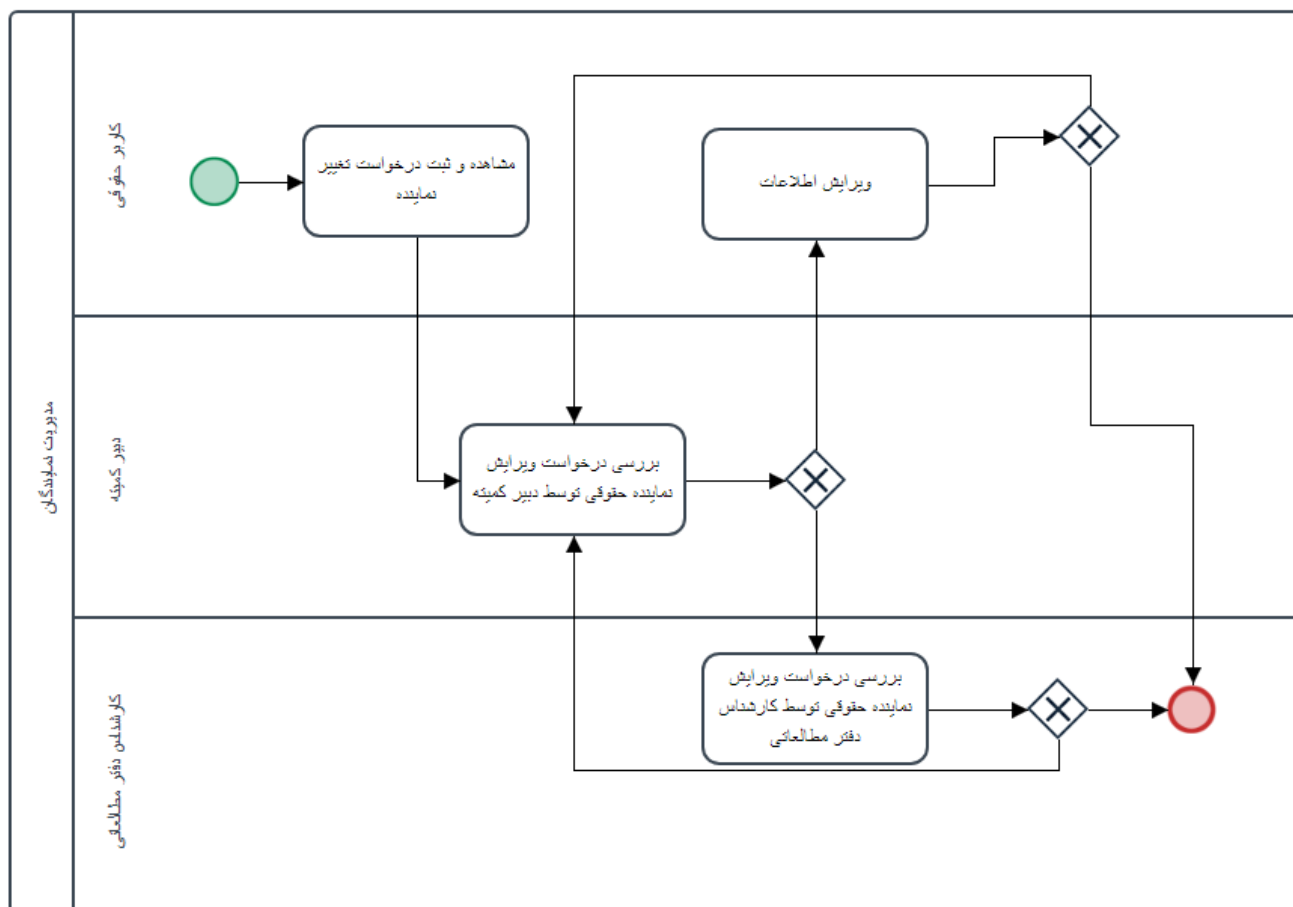 مدیریت نمایندگان
کاربر حقوقی
مشاهده و ثبت درخواست تغییر
نماینده
ویرایش اطلاعات
دبیر کمیته
بررسی درخواست ویرایش
نماینده حقوقی توسط دبیر کمیته
کارشناس دفتر مطالعاتی
بررسی درخواست ویرایش
نماینده حقوقی توسط کارشناس
دفتر مطالعاتی